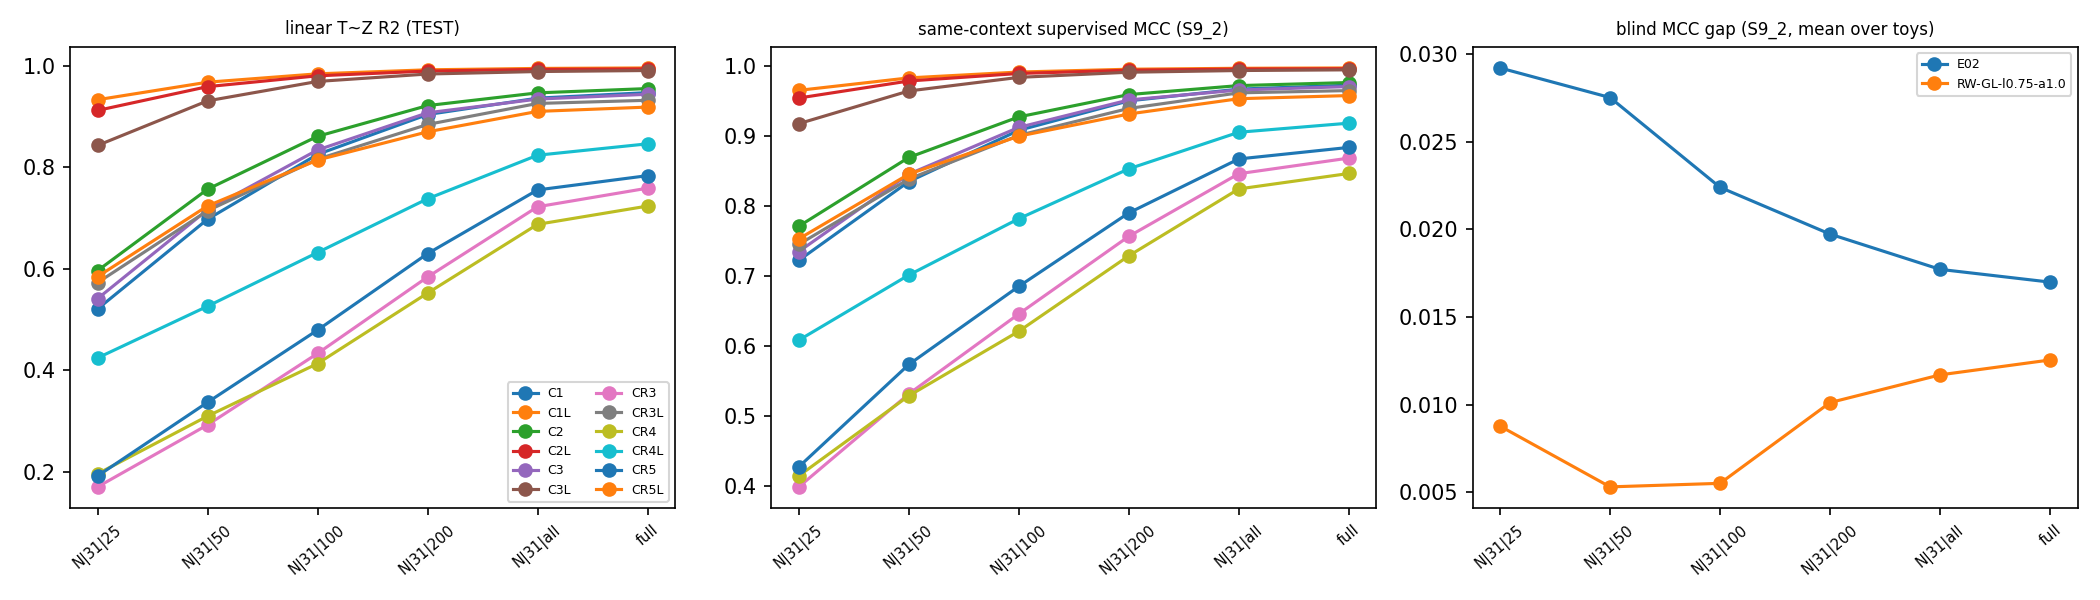 linear T~Z R2 (TEST)
1.0
0.8
0.6
0.4
0.2
N|31|25
N|31|50
N|31|100
N|31|200
N|31|all
full
C1
C1L
C2
C2L
C3
C3L
CR3
CR3L
CR4
CR4L
CR5
CR5L
same-context supervised MCC (S9_2)
1.0
0.9
0.8
0.7
0.6
0.5
0.4
N|31|25
N|31|50
N|31|100
N|31|200
N|31|all
full
blind MCC gap (S9_2, mean over toys)
0.030
0.025
0.020
0.015
0.010
0.005
N|31|25
N|31|50
N|31|100
N|31|200
N|31|all
full
E02
RW-GL-l0.75-a1.0